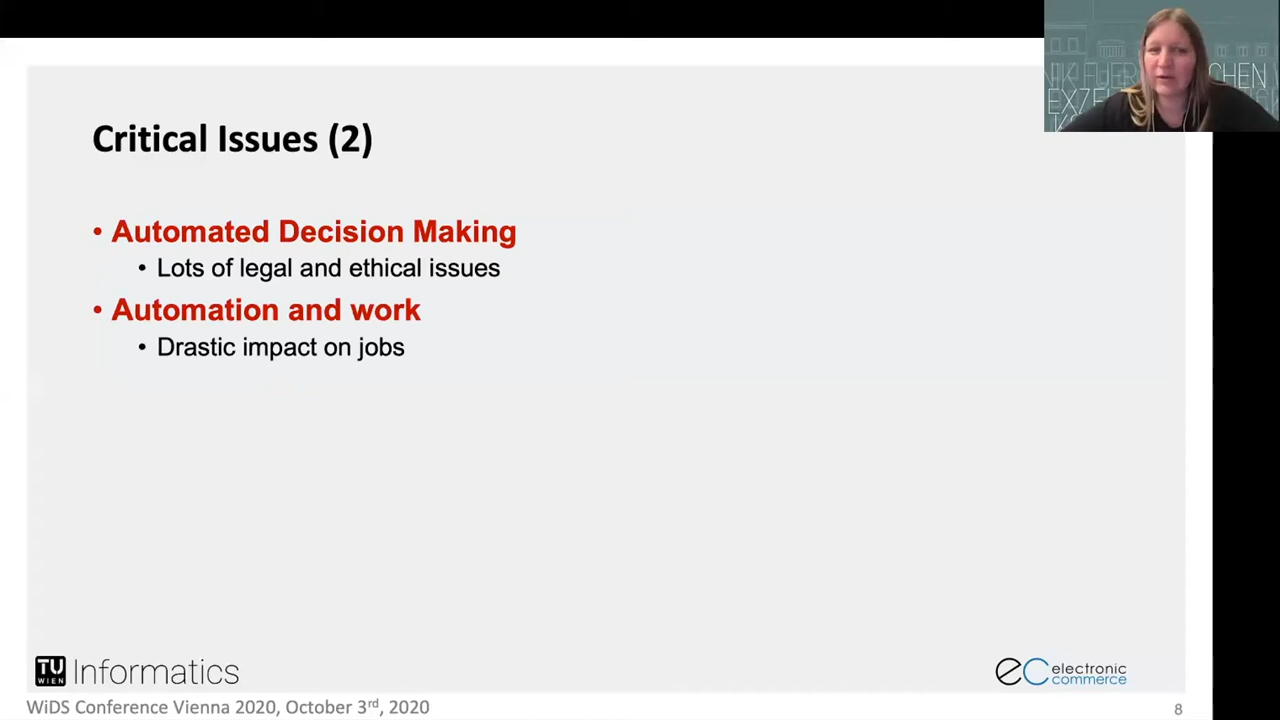 Critical Issues (2)
• Automated Decision Making
• Lots of legal and ethical issues
• Automation and work
• Drastic impact on jobs
TU WIEN Informatics
ec electronic commerce
WiDS Conference Vienna 2020, October 3rd, 2020
8